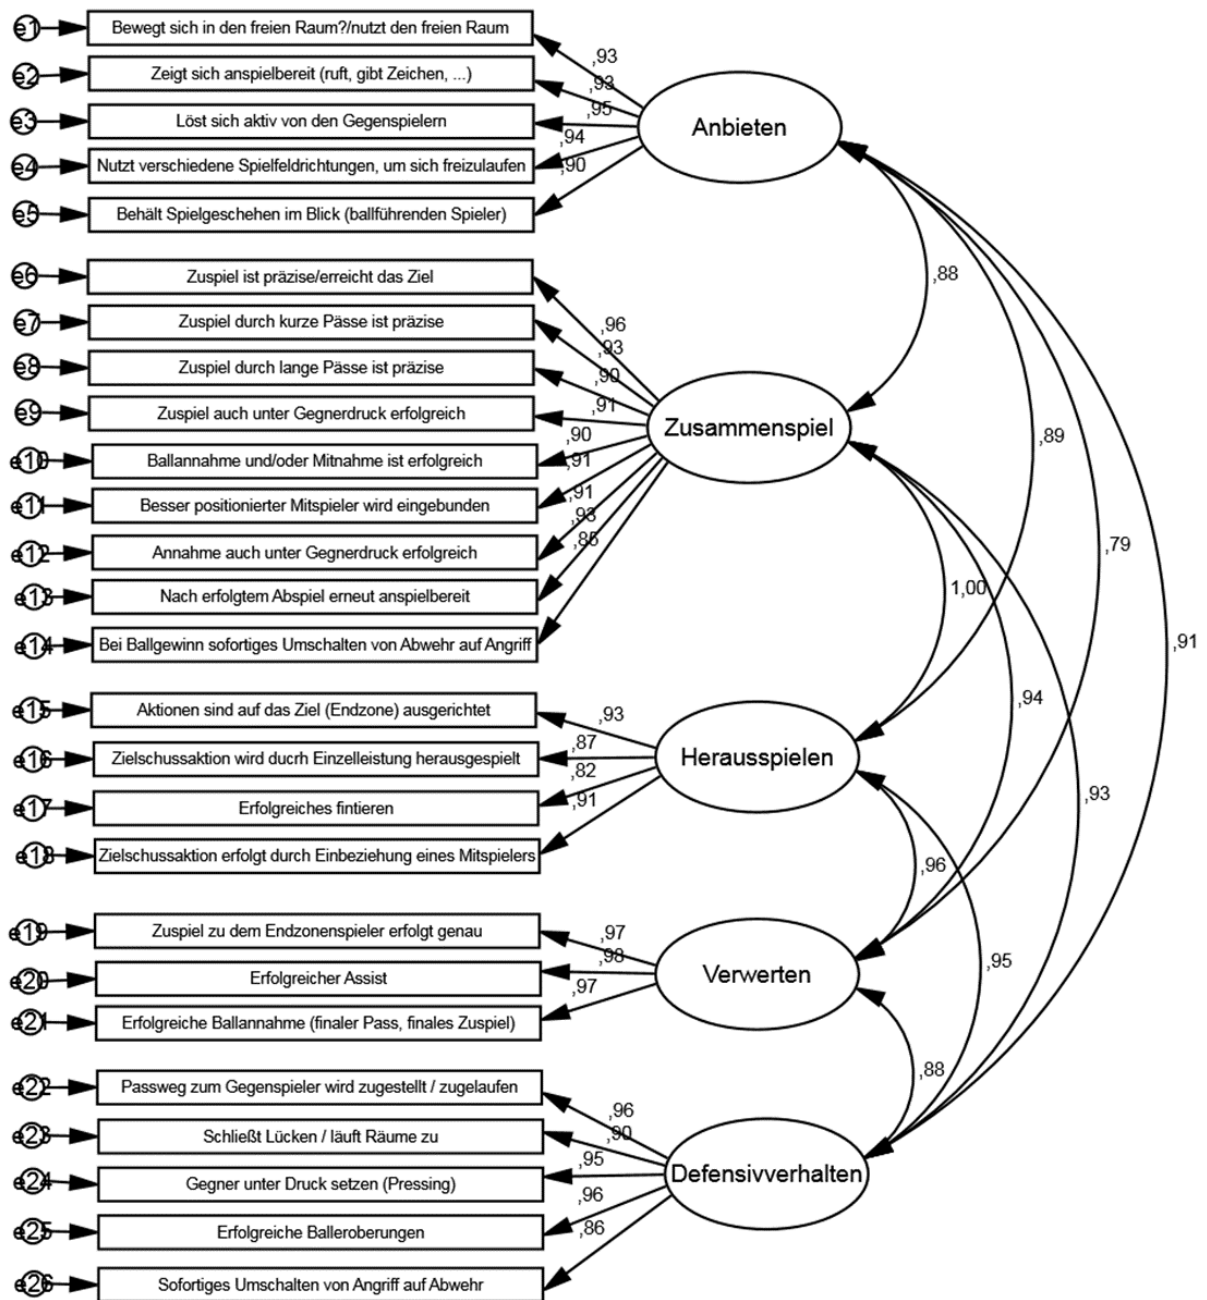 e1
Bewegt sich in den freien Raum?/nutzt den freien Raum
,93
e2
Zeigt sich anspielbereit (ruft, gibt Zeichen, ...)
,93
e3
Löst sich aktiv von den Gegenspielern
,95
e4
Nutzt verschiedene Spielfeldrichtungen, um sich freizulaufen
,94
e5
Behält Spielgeschehen im Blick (ballführenden Spieler)
,90
Anbieten
e6
Zuspiel ist präzise/erreicht das Ziel
,96
e7
Zuspiel durch kurze Pässe ist präzise
,93
e8
Zuspiel durch lange Pässe ist präzise
,90
e9
Zuspiel auch unter Gegnerdruck erfolgreich
,91
e10
Ballannahme und/oder Mitnahme ist erfolgreich
,90
e11
Besser positionierter Mitspieler wird eingebunden
,91
e12
Annahme auch unter Gegnerdruck erfolgreich
,91
e13
Nach erfolgtem Abspiel erneut anspielbereit
,93
e14
Bei Ballgewinn sofortiges Umschalten von Abwehr auf Angriff
,85
Zusammenspiel
e15
Aktionen sind auf das Ziel (Endzone) ausgerichtet
,93
e16
Zielschussaktion wird ducrh Einzelleistung herausgespielt
,87
e17
Erfolgreiches fintieren
,82
e18
Zielschussaktion erfolgt durch Einbeziehung eines Mitspielers
,91
Herausspielen
e19
Zuspiel zu dem Endzonenspieler erfolgt genau
,97
e20
Erfolgreicher Assist
,98
e21
Erfolgreiche Ballannahme (finaler Pass, finales Zuspiel)
,97
Verwerten
e22
Passweg zum Gegenspieler wird zugestellt / zugelaufen
,96
e23
Schließt Lücken / läuft Räume zu
,90
e24
Gegner unter Druck setzen (Pressing)
,95
e25
Erfolgreiche Balleroberungen
,96
e26
Sofortiges Umschalten von Angriff auf Abwehr
,86
Defensivverhalten
,88
,89
,79
,91
1,00
,94
,93
,96
,95
,88